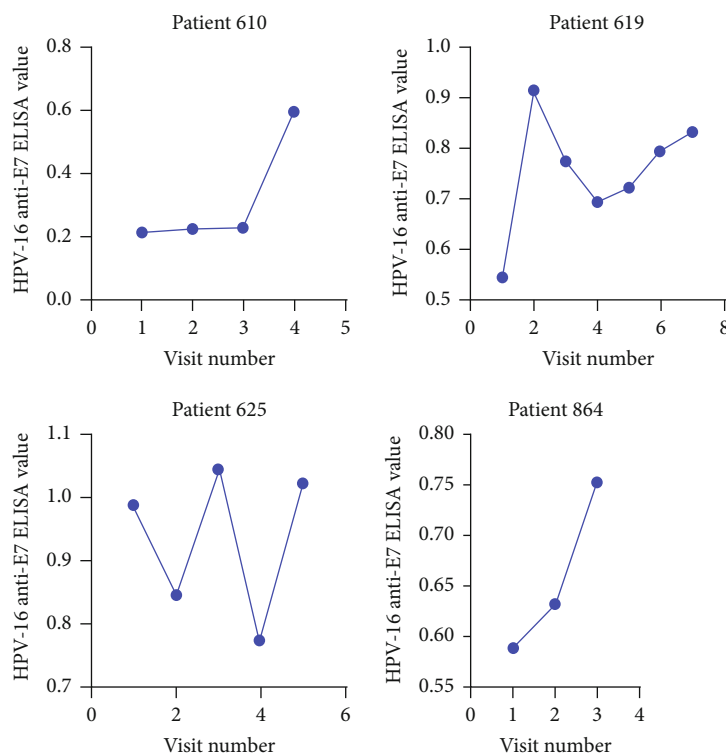 Patient 610
HPV-16 anti-E7 ELISA value
0.8
0.6
0.4
0.2
0.0
0 1 2 3 4 5
Visit number
Patient 619
HPV-16 anti-E7 ELISA value
1.0
0.9
0.8
0.7
0.6
0.5
0 2 4 6 8
Visit number
Patient 625
HPV-16 anti-E7 ELISA value
1.1
1.0
0.9
0.8
0.7
0 2 4 6
Visit number
Patient 864
HPV-16 anti-E7 ELISA value
0.80
0.75
0.70
0.65
0.60
0.55
0 1 2 3 4
Visit number